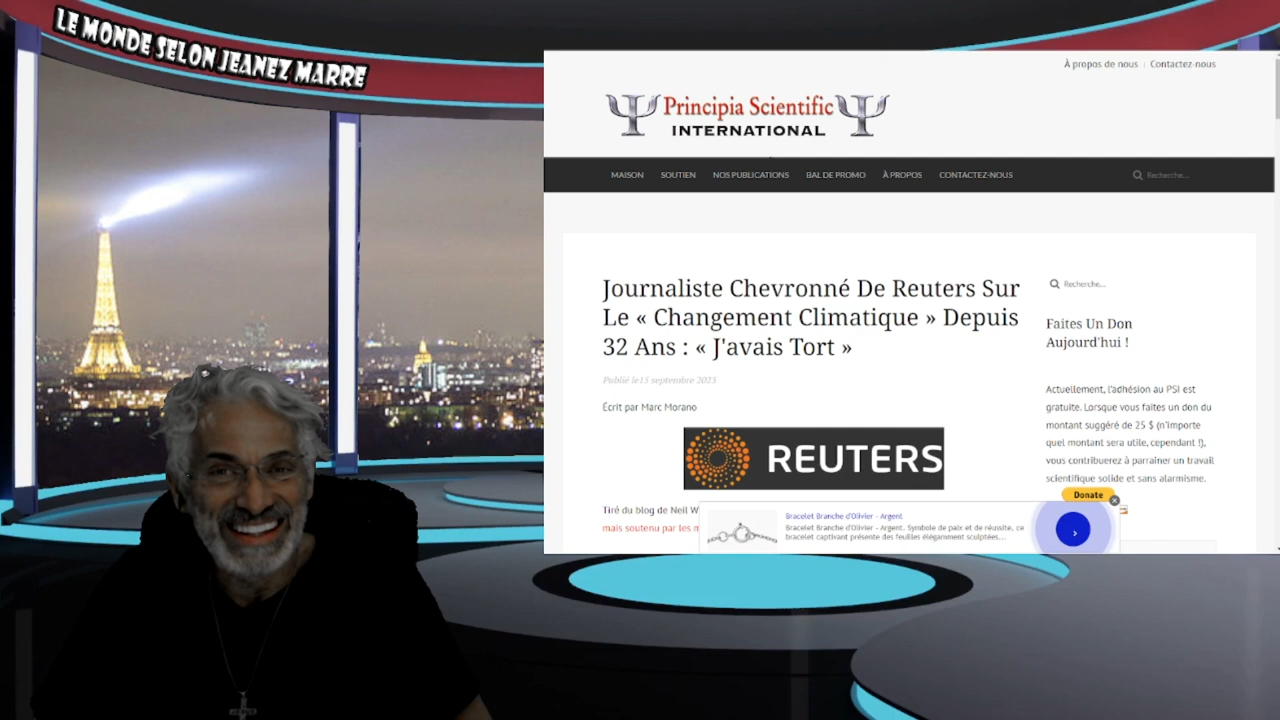 LE MONDE SELON JEANEZ MARRE
À propos de nous | Contactez-nous
Principia Scientific
INTERNATIONAL
MAISON SOUTIEN NOS PUBLICATIONS BAL DE PROMO À PROPOS CONTACTEZ-NOUS Recherche...
Journaliste Chevronné De Reuters Sur
Le « Changement Climatique » Depuis
32 Ans : « J'avais Tort »
Publié le15 septembre 2023
Écrit par Marc Morano
REUTERS
Tiré du blog de Neil W
mais soutenu par les
Recherche...
Faites Un Don
Aujourd'hui !
Actuellement, l'adhésion au PSI est
gratuite. Lorsque vous faites un don du
montant suggéré de 25 $ (n'importe
quel montant sera utile, cependant !),
vous contribuerez à parrainer un travail
scientifique solide et sans alarmisme.
Donate
Bracelet Branche d'Olivier - Argent
Bracelet Branche d'Olivier - Argent. Symbole de paix et de réussite, ce
bracelet captivant présente des feuilles élégamment sculptées...